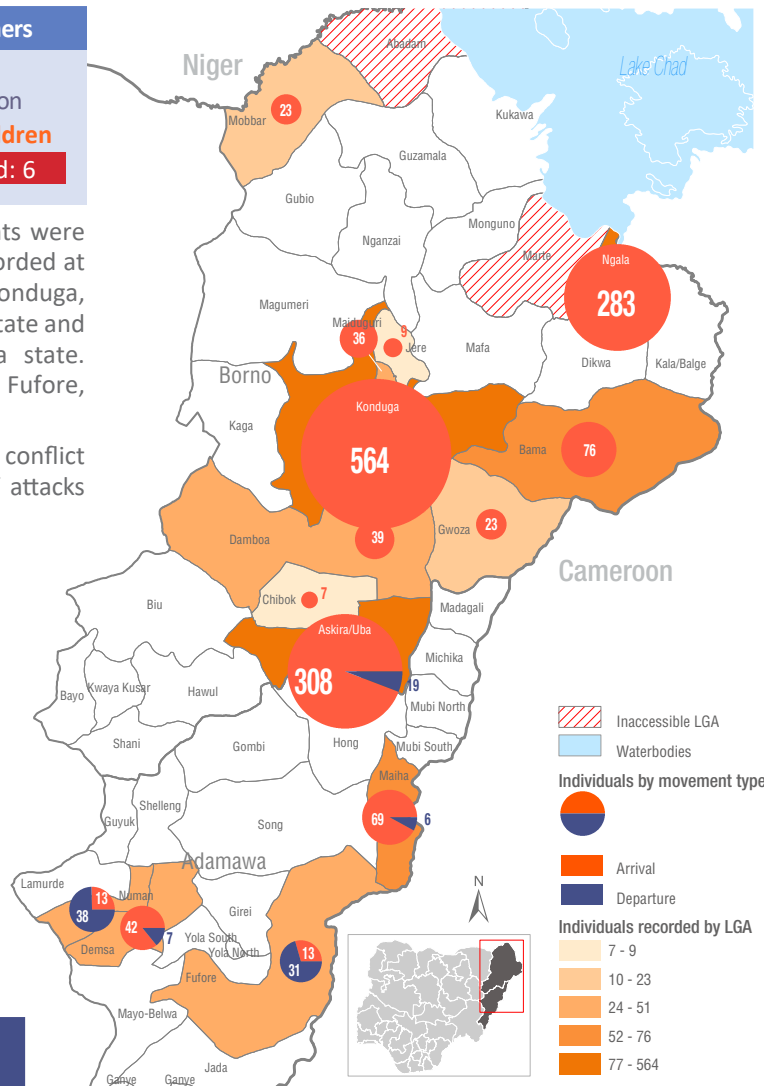 ners
on
dren
d: 6
ts were
orded at
onduga,
tate and
a state.
Fufore,
conflict
attacks
Niger
Abadam
Lake Chad
23
Mobbar
Kukawa
Guzamala
Gubio
Monguno
Nganzai
Marte
Ngala
283
Magumeri
Maiduguri
36
9
Jere
Mafa
Dikwa
Kala/Balge
Borno
Konduga
564
Kaga
Bama
76
Damboa
39
Gwoza
23
Cameroon
Chibok
7
Biu
Askira/Uba
308
19
Madagali
Michika
Kwaya Kusar
Bayo
Hawul
Mubi North
Shani
Gombi
Hong
Mubi South
Maiha
69
6
Shelleng
Guyuk
Song
Adamawa
Lamurde
Numan
13
38
42
7
Demsa
Girei
Yola South
Yola North
13
31
Fufore
Mayo-Belwa
Jada
Ganye
Ganye
N
Inaccessible LGA
Waterbodies
Individuals by movement type
Arrival
Departure
Individuals recorded by LGA
7 - 9
10 - 23
24 - 51
52 - 76
77 - 564